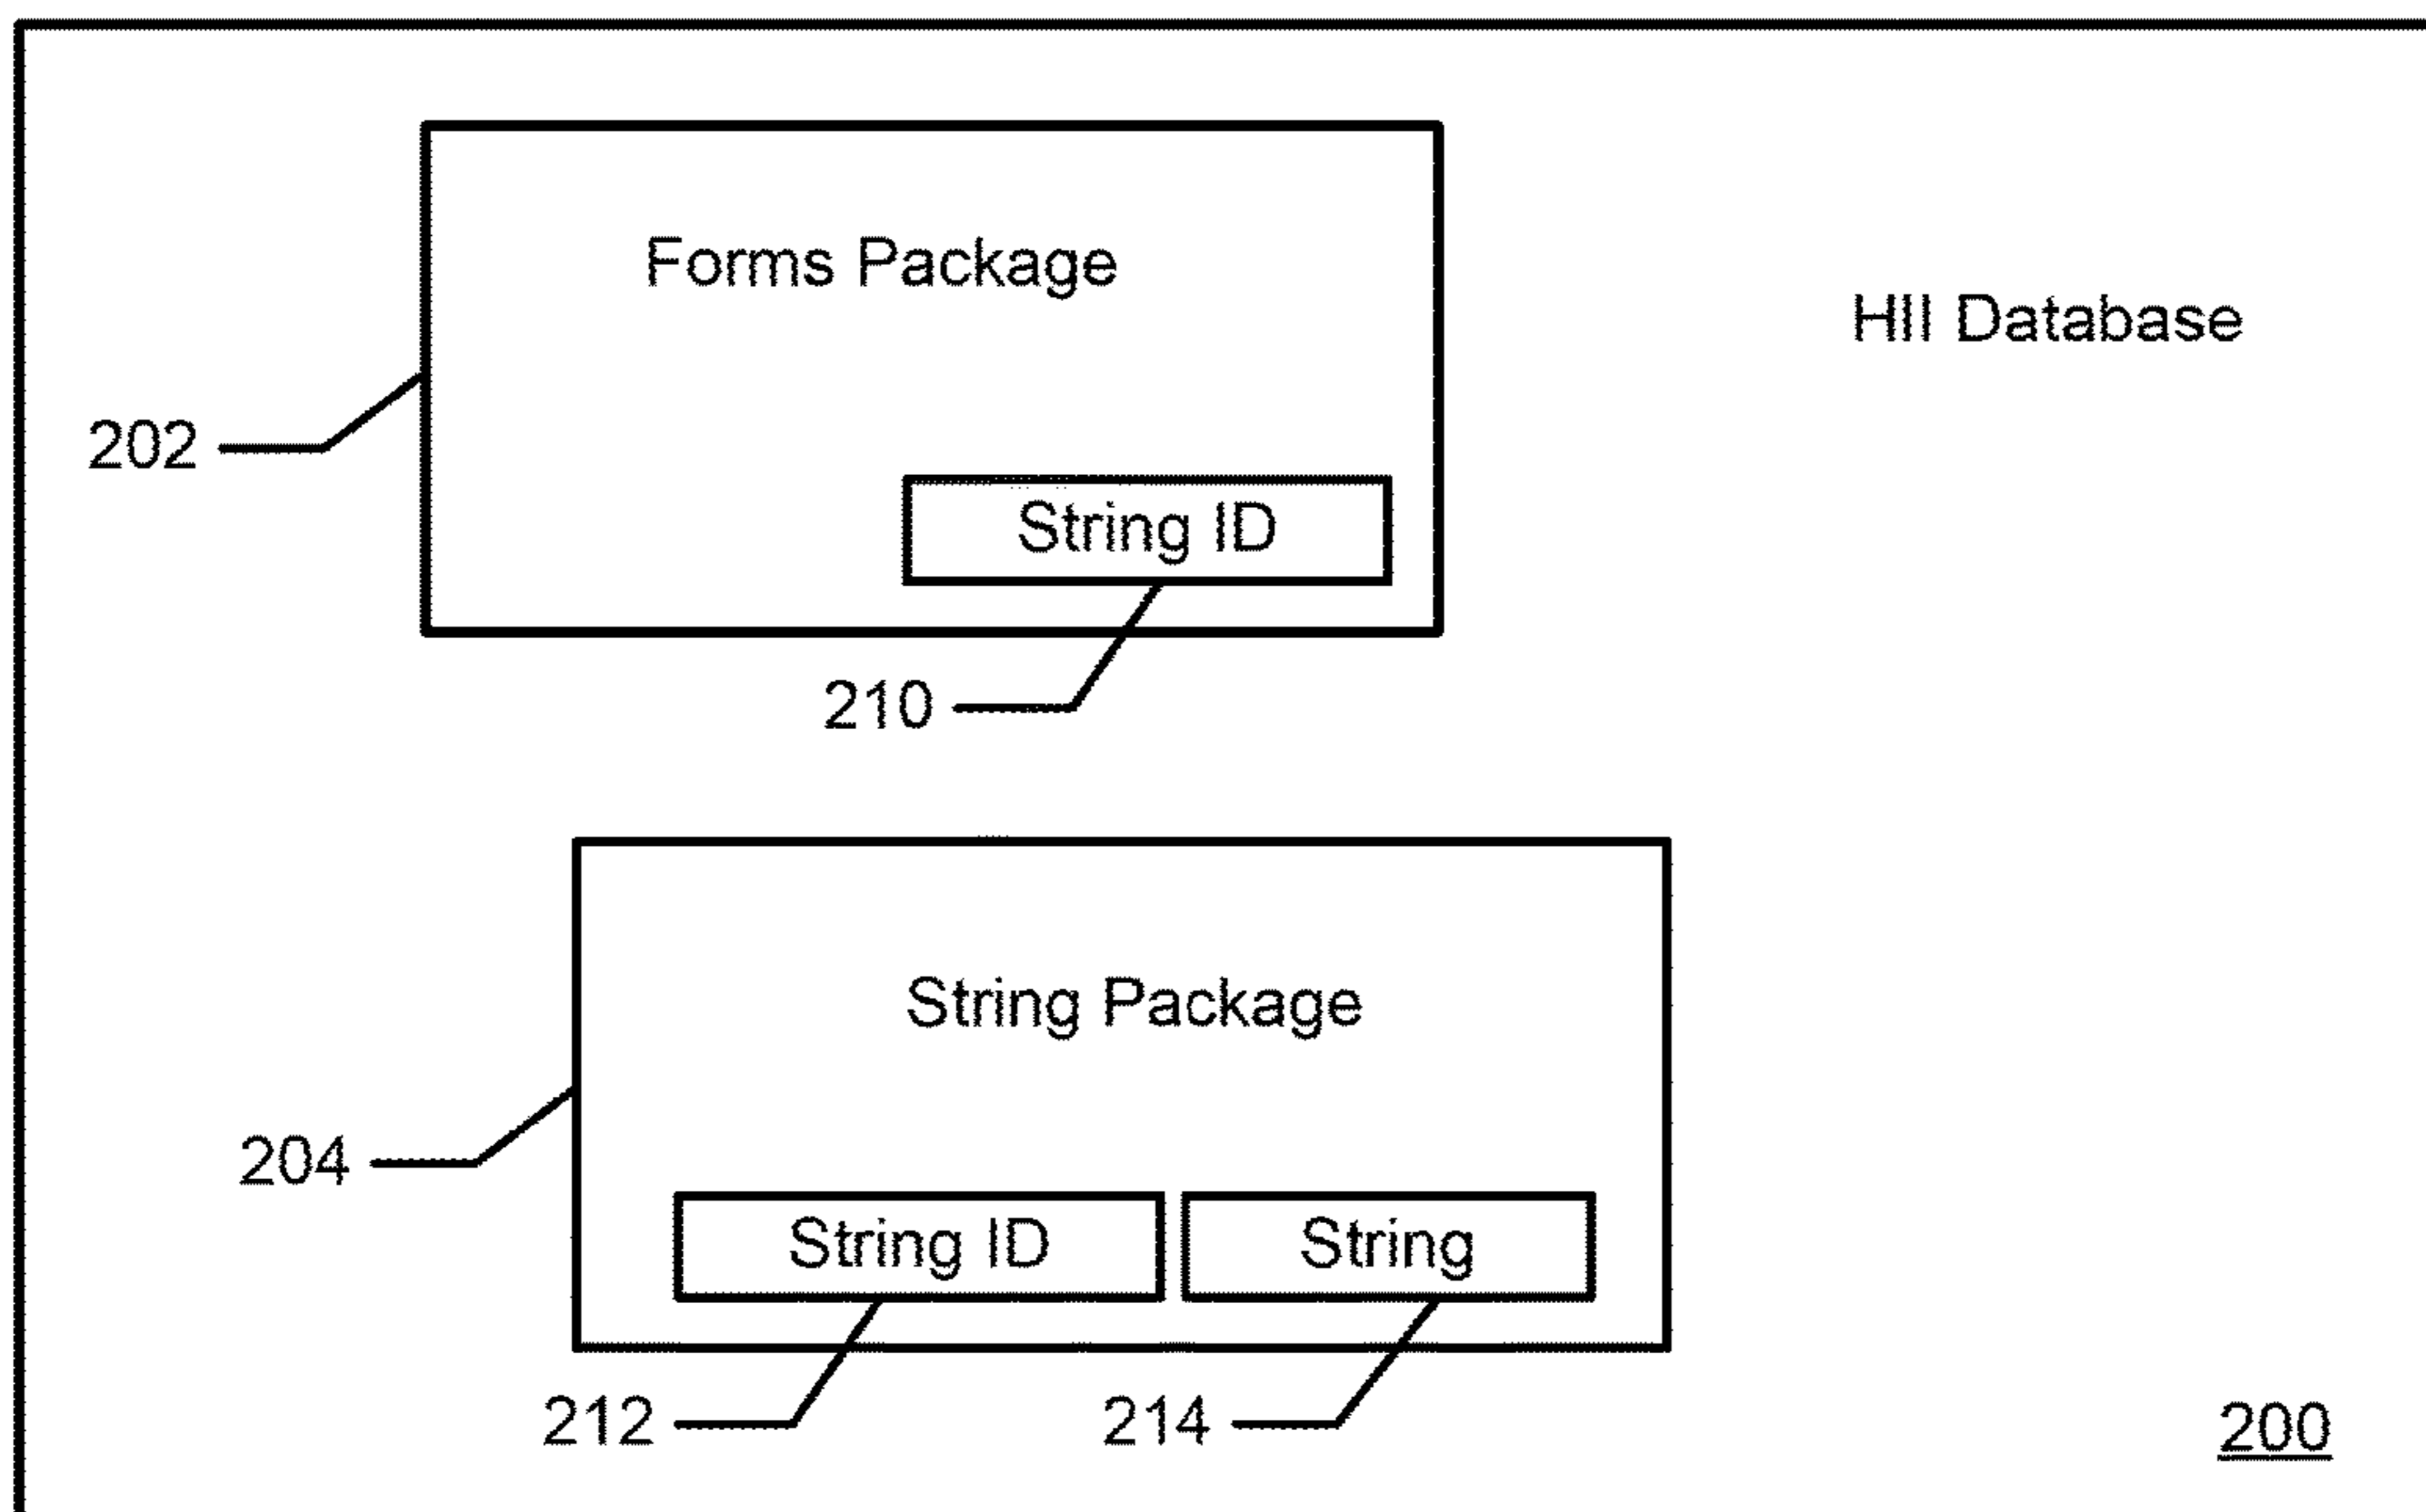 Forms Package
HII Database
202
String ID
210
String Package
204
String ID
String
212
214
200